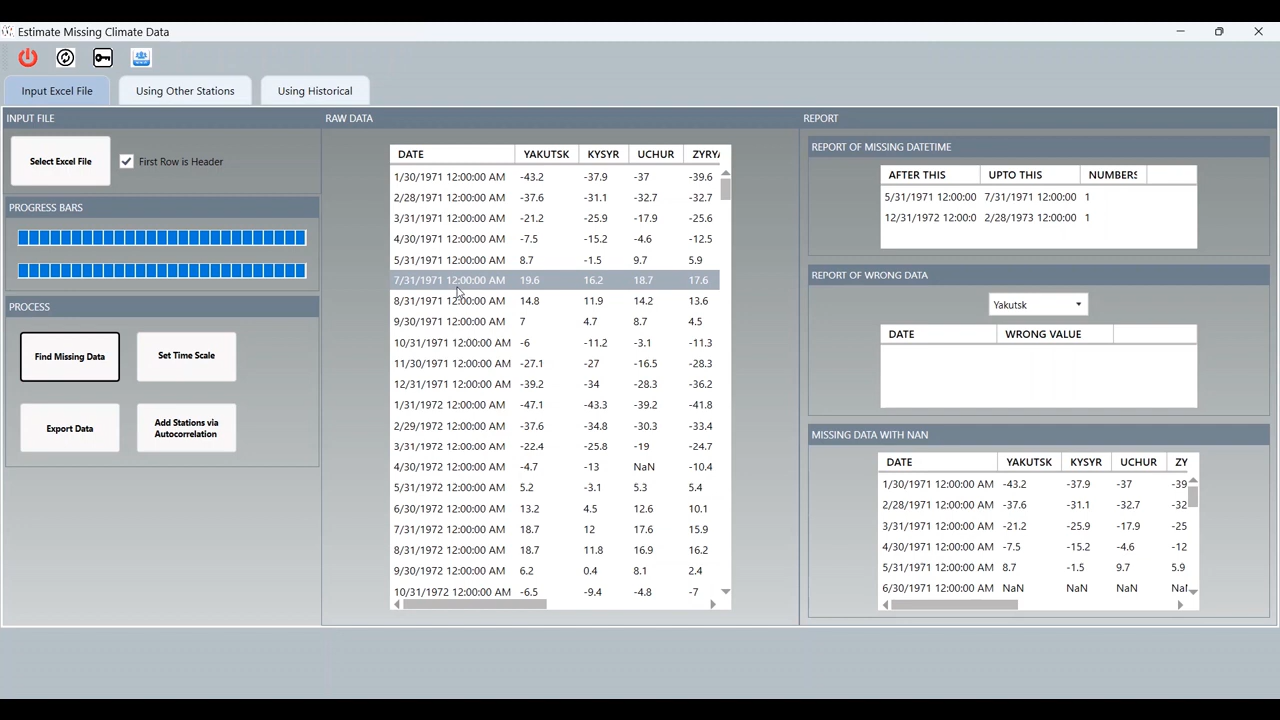 Estimate Missing Climate Data
Input Excel File
Using Other Stations
Using Historical
INPUT FILE
Select Excel File
First Row is Header
PROGRESS BARS
PROCESS
Find Missing Data
Set Time Scale
Export Data
Add Stations via
Autocorrelation
RAW DATA
DATE YAKUTSK KYSYR UCHUR ZYRY
1/30/1971 12:00:00 AM -43.2 -37.9 -37 -39.6
2/28/1971 12:00:00 AM -37.6 -31.1 -32.7 -32.7
3/31/1971 12:00:00 AM -21.2 -25.9 -17.9 -25.6
4/30/1971 12:00:00 AM -7.5 -15.2 -4.6 -12.5
5/31/1971 12:00:00 AM 8.7 -1.5 9.7 5.9
7/31/1971 12:00:00 AM 19.6 16.2 18.7 17.6
8/31/1971 12:00:00 AM 14.8 11.9 14.2 13.6
9/30/1971 12:00:00 AM 7 4.7 8.7 4.5
10/31/1971 12:00:00 AM -6 -11.2 -3.1 -11.3
11/30/1971 12:00:00 AM -27.1 -27 -16.5 -28.3
12/31/1971 12:00:00 AM -39.2 -34 -28.3 -36.2
1/31/1972 12:00:00 AM -47.1 -43.3 -39.2 -41.8
2/29/1972 12:00:00 AM -37.6 -34.8 -30.3 -33.4
3/31/1972 12:00:00 AM -22.4 -25.8 -19 -24.7
4/30/1972 12:00:00 AM -4.7 -13 NaN -10.4
5/31/1972 12:00:00 AM 5.2 -3.1 5.3 5.4
6/30/1972 12:00:00 AM 13.2 4.5 12.6 10.1
7/31/1972 12:00:00 AM 18.7 12 17.6 15.9
8/31/1972 12:00:00 AM 18.7 11.8 16.9 16.2
9/30/1972 12:00:00 AM 6.2 0.4 8.1 2.4
10/31/1972 12:00:00 AM -6.5 -9.4 -4.8 -7
REPORT
REPORT OF MISSING DATETIME
AFTER THIS UPTO THIS NUMBERS
5/31/1971 12:00:00 7/31/1971 12:00:00 1
12/31/1972 12:00:0 2/28/1973 12:00:00 1
REPORT OF WRONG DATA
Yakutsk
DATE WRONG VALUE
MISSING DATA WITH NAN
DATE YAKUTSK KYSYR UCHUR ZY
1/30/1971 12:00:00 AM -43.2 -37.9 -37 -39
2/28/1971 12:00:00 AM -37.6 -31.1 -32.7 -32
3/31/1971 12:00:00 AM -21.2 -25.9 -17.9 -25
4/30/1971 12:00:00 AM -7.5 -15.2 -4.6 -12
5/31/1971 12:00:00 AM 8.7 -1.5 9.7 5.9
6/30/1971 12:00:00 AM NaN NaN NaN Na